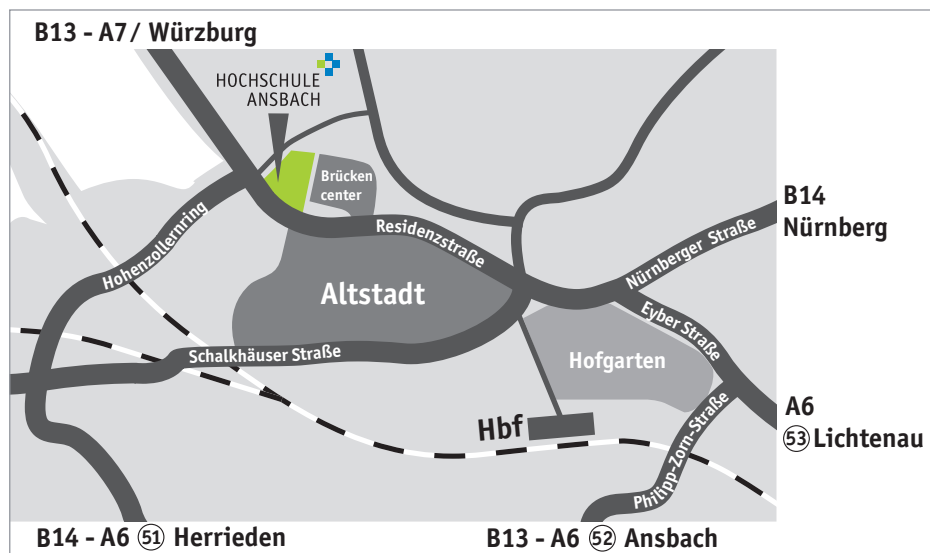 B13 - A7/ Würzburg
HOCHSCHULE
ANSBACH
Brücken
center
B14
Nürnberg
Hohenzollernring
Residenzstraße
Nürnberger Straße
Altstadt
Eyber Straße
Schalkhäuser Straße
Hofgarten
A6
53 Lichtenau
Hbf
Philipp-Zorn-Straße
B14 - A6 51 Herrieden
B13 - A6 52 Ansbach